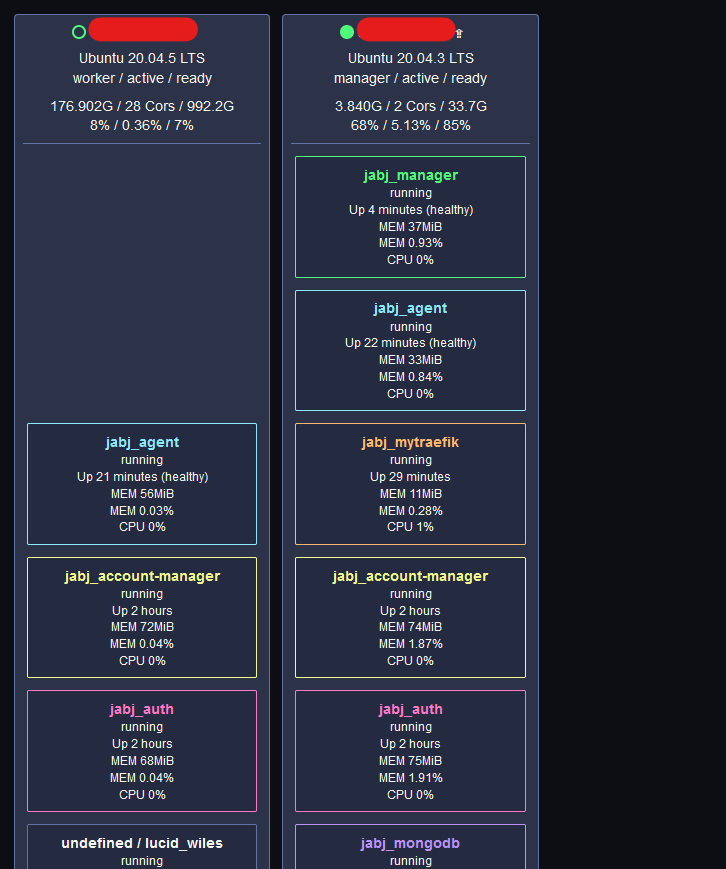 Ubuntu 20.04.5 LTS
worker / active / ready
176.902G / 28 Cors / 992.2G
8% / 0.36% / 7%
jabj_agent
running
Up 21 minutes (healthy)
MEM 56MiB
MEM 0.03%
CPU 0%
jabj_account-manager
running
Up 2 hours
MEM 72MiB
MEM 0.04%
CPU 0%
jabj_auth
running
Up 2 hours
MEM 68MiB
MEM 0.04%
CPU 0%
undefined / lucid_wiles
running
Ubuntu 20.04.3 LTS
manager / active / ready
3.840G / 2 Cors / 33.7G
68% / 5.13% / 85%
jabj_manager
running
Up 4 minutes (healthy)
MEM 37MiB
MEM 0.93%
CPU 0%
jabj_agent
running
Up 22 minutes (healthy)
MEM 33MiB
MEM 0.84%
CPU 0%
jabj_mytraefik
running
Up 29 minutes
MEM 11MiB
MEM 0.28%
CPU 1%
jabj_account-manager
running
Up 2 hours
MEM 74MiB
MEM 1.87%
CPU 0%
jabj_auth
running
Up 2 hours
MEM 75MiB
MEM 1.91%
CPU 0%
jabj_mongodb
running